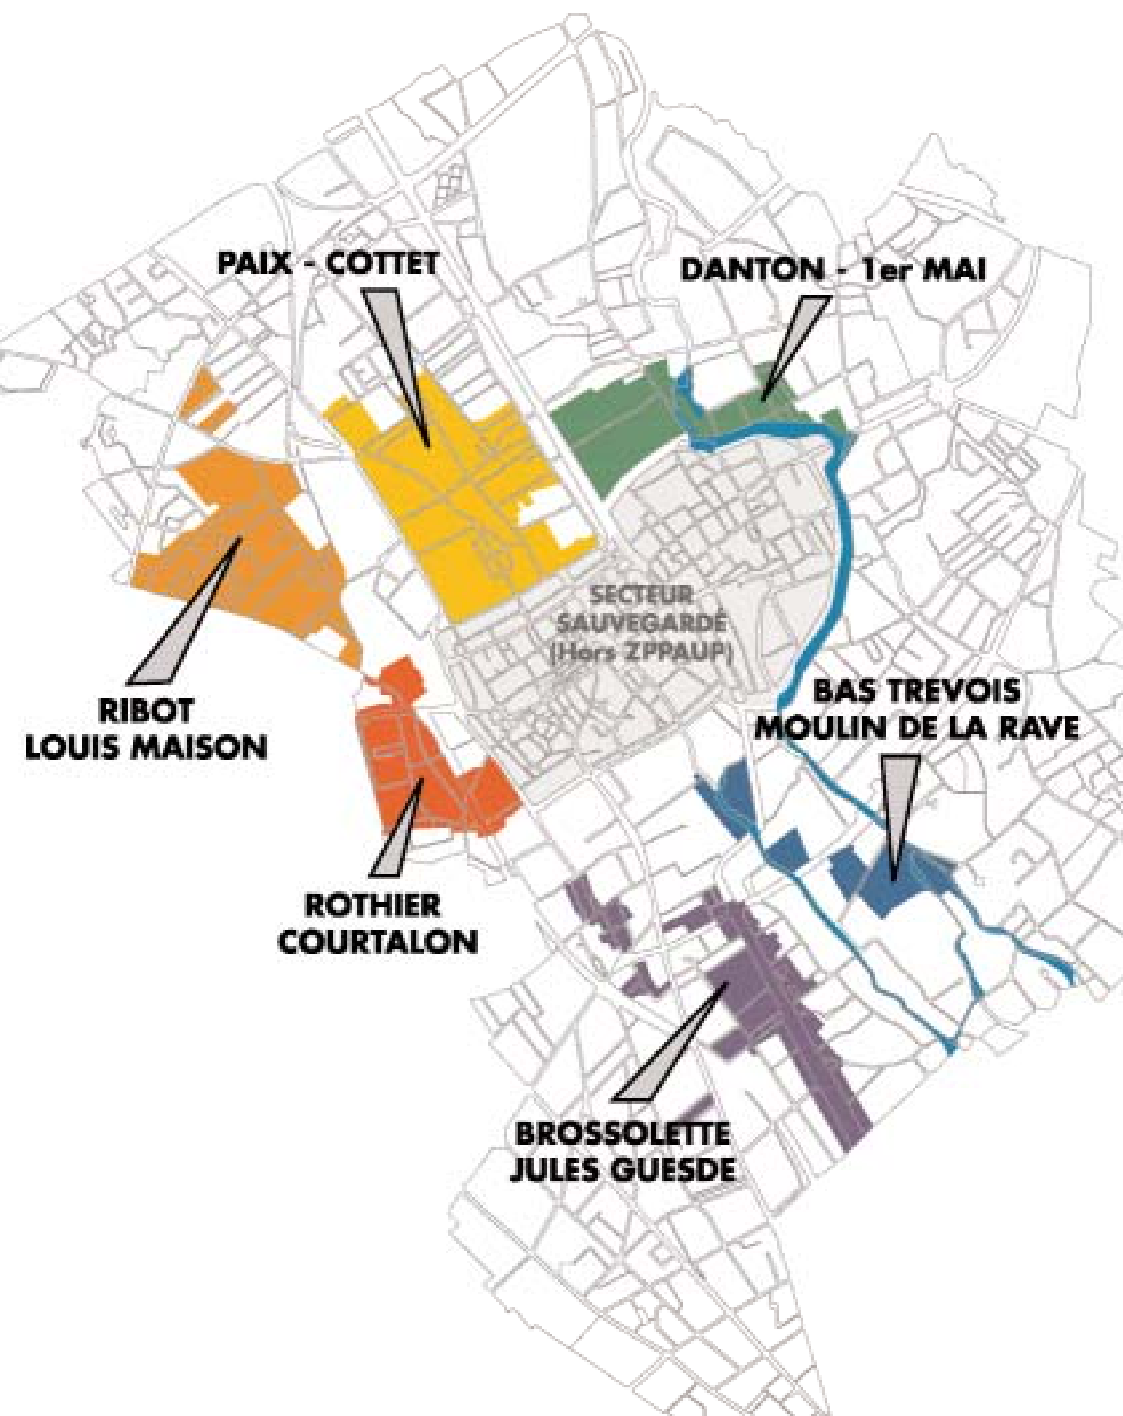 PAIX - COTTET
DANTON - 1er MAI
SECTEUR
SAUVEGARDÉ
(Hors ZPPAUP)
BAS TREVOIS
MOULIN DE LA RAVE
RIBOT
LOUIS MAISON
ROTHIER
COURTALON
BROSSOLETTE
JULES GUESDE